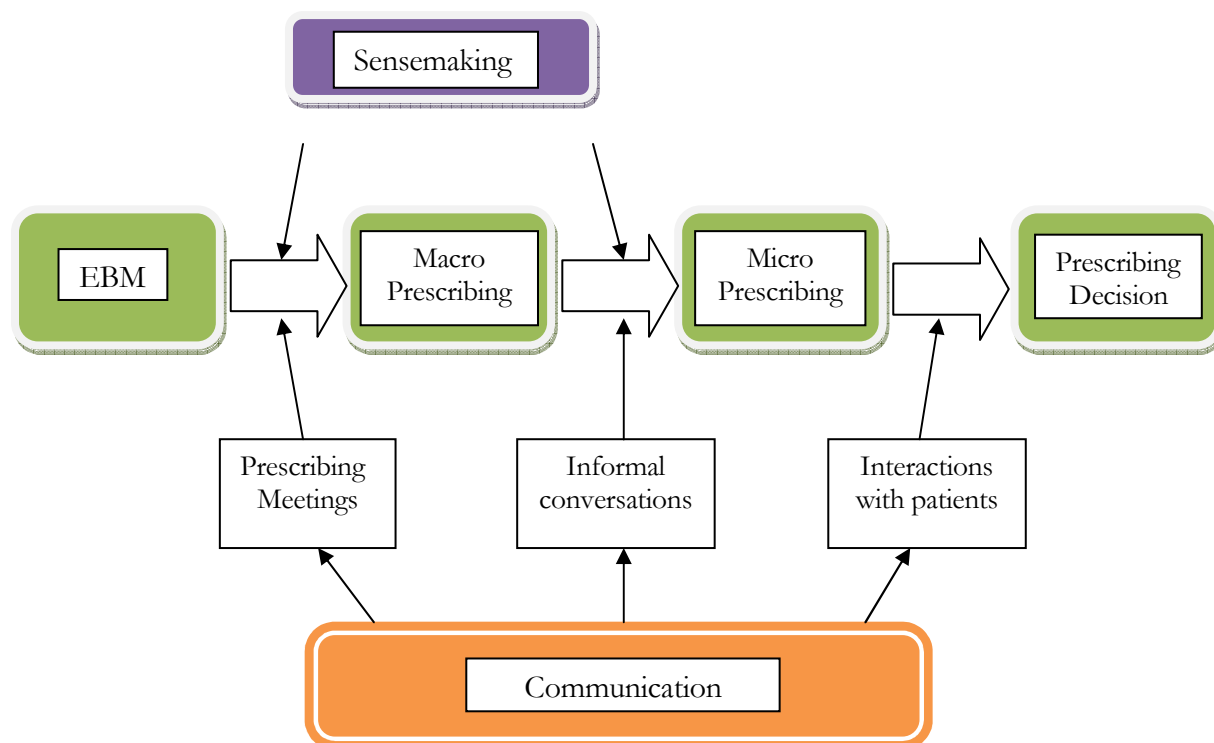 Sensemaking
EBM
Macro
Prescribing
Micro
Prescribing
Prescribing
Decision
Prescribing
Meetings
Informal
conversations
Interactions
with patients
Communication